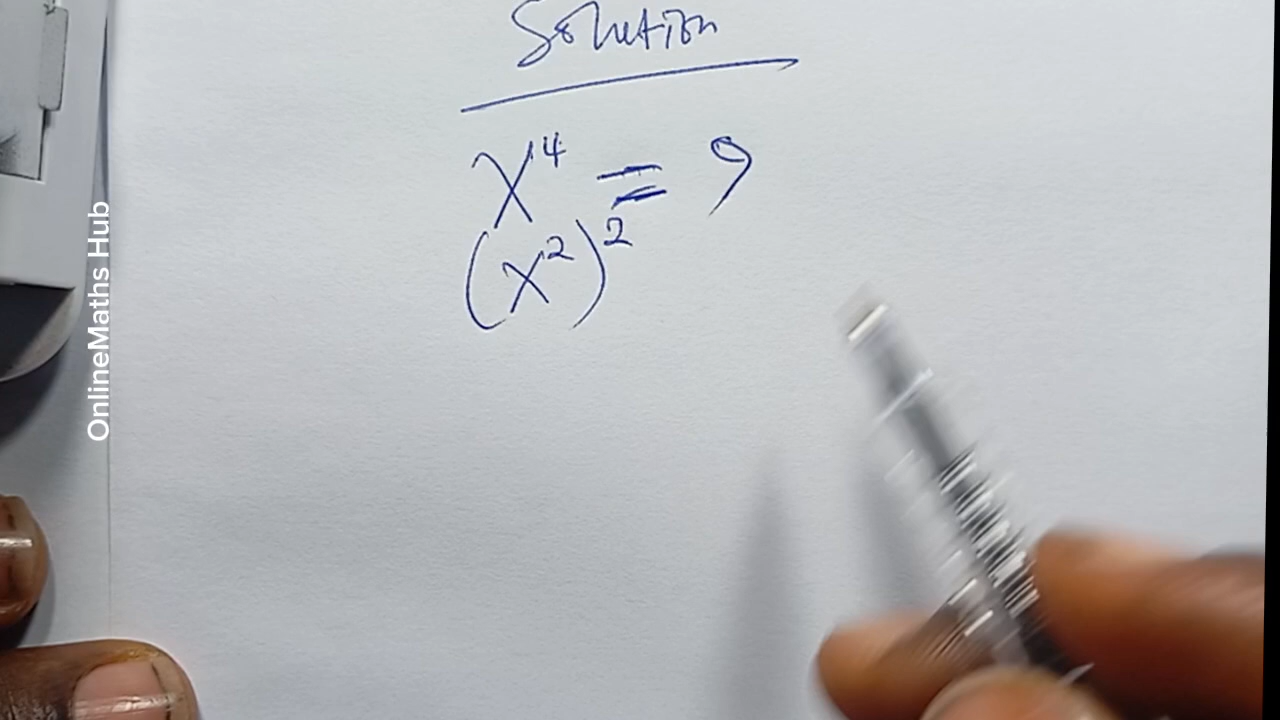 Solution
x⁴ = 9
(x²)²
OnlineMaths Hub